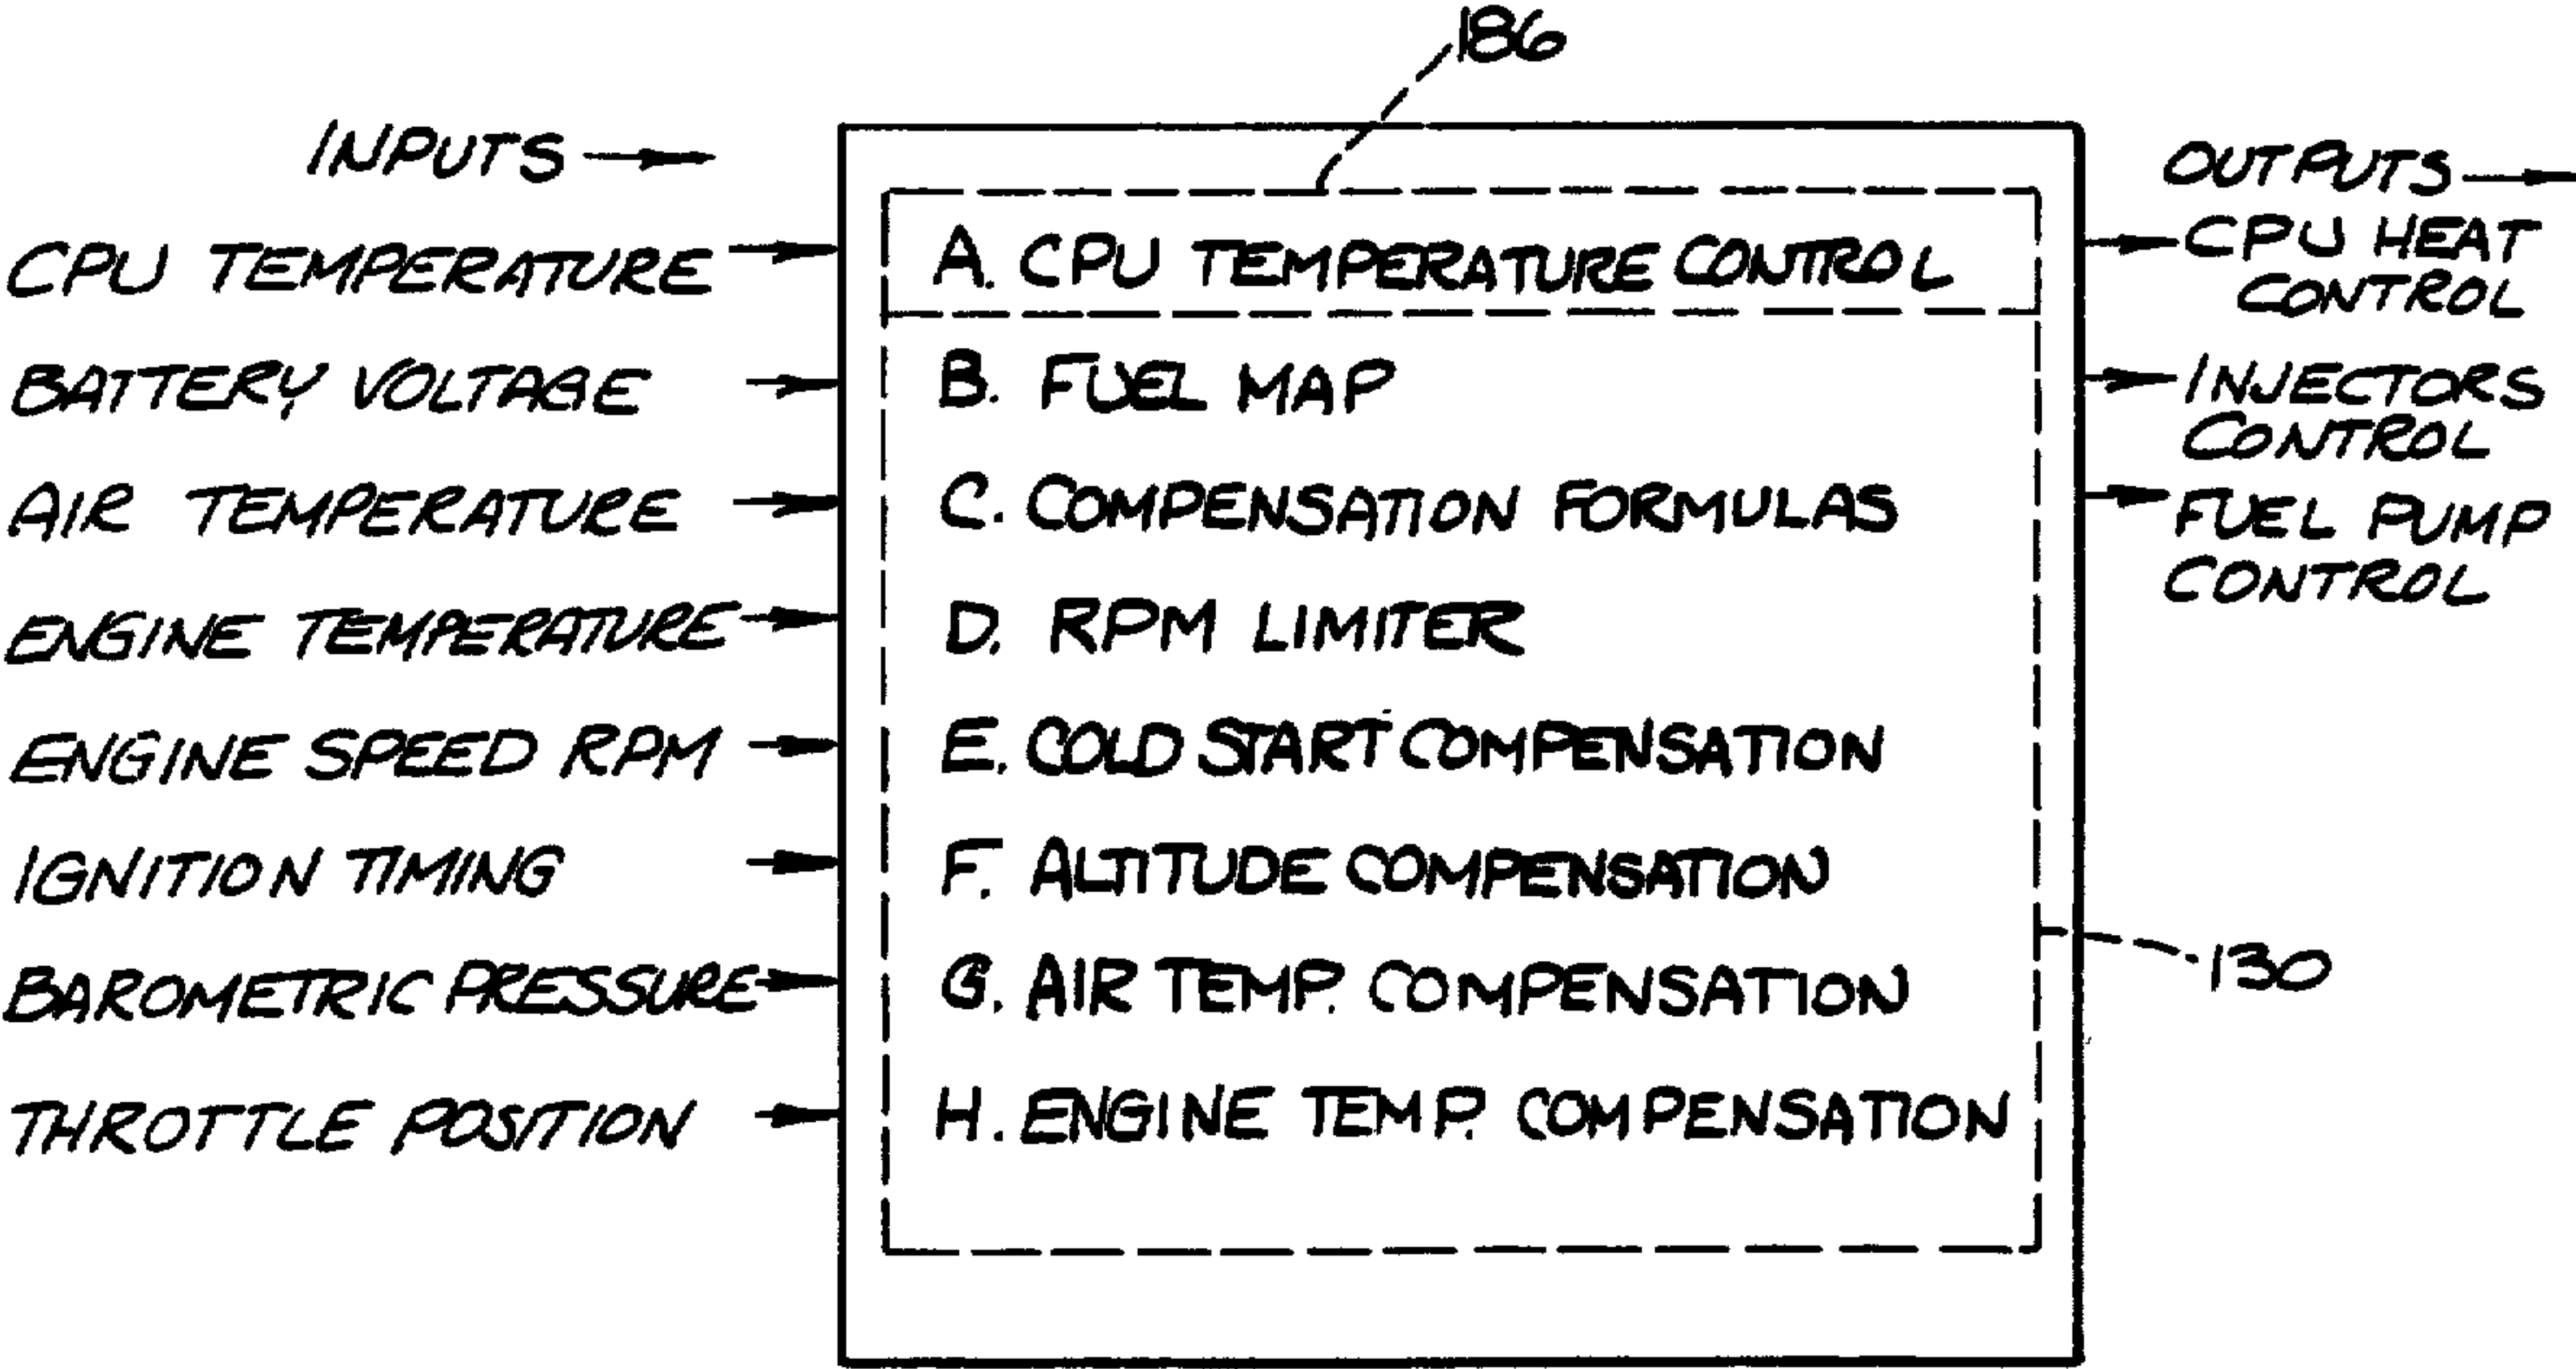 186
INPUTS
CPU TEMPERATURE
BATTERY VOLTAGE
AIR TEMPERATURE
ENGINE TEMPERATURE
ENGINE SPEED RPM
IGNITION TIMING
BAROMETRIC PRESSURE
THROTTLE POSITION
A. CPU TEMPERATURE CONTROL
B. FUEL MAP
C. COMPENSATION FORMULAS
D. RPM LIMITER
E. COLD START COMPENSATION
F. ALTITUDE COMPENSATION
G. AIR TEMP. COMPENSATION
H. ENGINE TEMP. COMPENSATION
OUTPUTS
CPU HEAT
CONTROL
INJECTORS
CONTROL
FUEL PUMP
CONTROL
130